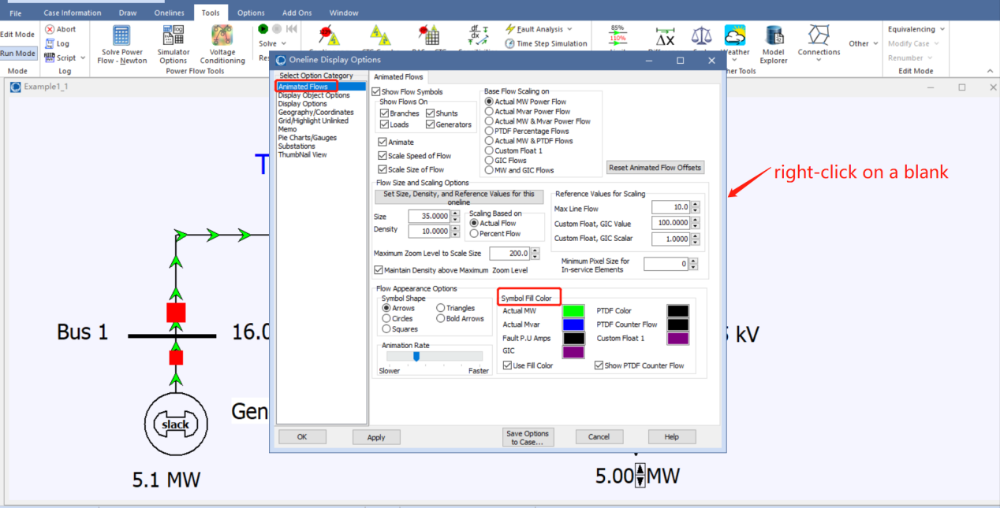 File Case Information Draw Onelines Tools Options Add Ons Window
Edit Mode
Run Mode
Mode
Abort
Log
Script
Log
Solve Power
Flow - Newton
Simulator
Options
Voltage
Conditioning
Power Flow Tools
Solve
Fault Analysis
Time Step Simulation
85%
110%
ΔX
Weather
Model
Explorer
Connections
Other
Equivalencing
Modify Case
Renumber
Edit Mode
Example1_1
Oneline Display Options
Select Option Category
Animated Flows
Display Object Options
Display Options
Geography/Coordinates
Grid/Highlight Unlinked
Memo
Pie Charts/Gauges
Substations
ThumbNail View
Animated Flows
Show Flow Symbols
Show Flows On
Branches Shunts
Loads Generators
Animate
Scale Speed of Flow
Scale Size of Flow
Base Flow Scaling on
Actual MW Power Flow
Actual Mvar Power Flow
Actual MW & Mvar Power Flow
PTDF Percentage Flows
Actual MW & PTDF Flows
Custom Float 1
GIC Flows
MW and GIC Flows
Reset Animated Flow Offsets
Flow Size and Scaling Options
Set Size, Density, and Reference Values for this
oneline
Size 35.0000
Density 10.0000
Scaling Based on
Actual Flow
Percent Flow
Maximum Zoom Level to Scale Size 200.0
Maintain Density above Maximum Zoom Level
Reference Values for Scaling
Max Line Flow 10.0
Custom Float, GIC Value 100.0000
Custom Float, GIC Scalar 1.0000
Minimum Pixel Size for
In-service Elements 0
Flow Appearance Options
Symbol Shape
Arrows Triangles
Circles Bold Arrows
Squares
Animation Rate
Slower Faster
Symbol Fill Color
Actual MW PTDF Color
Actual Mvar PTDF Counter Flow
Fault P.U Amps Custom Float 1
GIC
Use Fill Color Show PTDF Counter Flow
OK Apply
Save Options
to Case...
Cancel Help
right-click on a blank
Bus 1
16.0
kV
Gen
slack
5.1 MW
5.00 MW